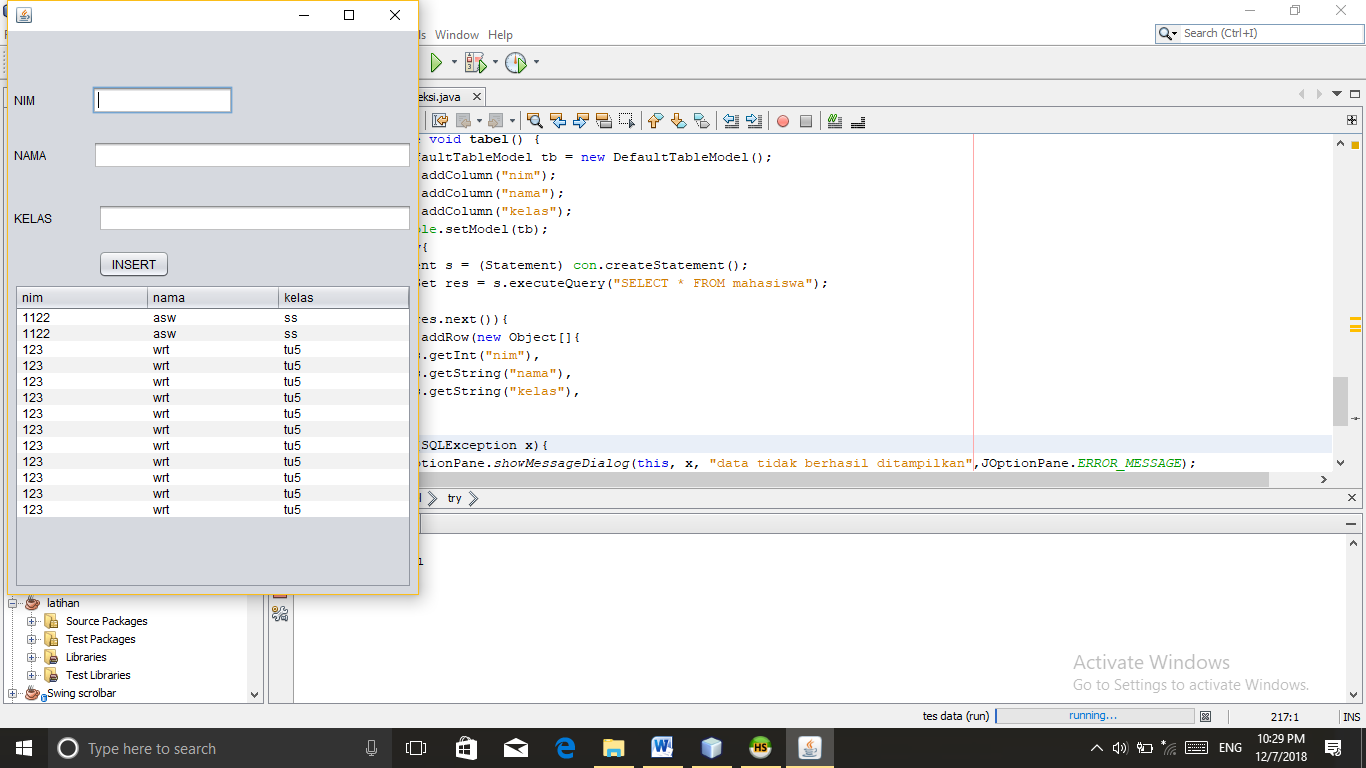 ls Window Help
Search (Ctrl+I)
eksi.java
NIM
NAMA
KELAS
INSERT
nim nama kelas
1122 asw ss
1122 asw ss
123 wrt tu5
123 wrt tu5
123 wrt tu5
123 wrt tu5
123 wrt tu5
123 wrt tu5
123 wrt tu5
123 wrt tu5
123 wrt tu5
123 wrt tu5
123 wrt tu5
void tabel() {
faultTableModel tb = new DefaultTableModel();
addColumn("nim");
addColumn("nama");
addColumn("kelas");
le.setModel(tb);
{
nt s = (Statement) con.createStatement();
et res = s.executeQuery("SELECT * FROM mahasiswa");
es.next()){
addRow(new Object[]{
.getInt("nim"),
.getString("nama"),
.getString("kelas"),
SQLException x){
ptionPane.showMessageDialog(this, x, "data tidak berhasil ditampilkan",JOptionPane.ERROR_MESSAGE);
try
latihan
Source Packages
Test Packages
Libraries
Test Libraries
Swing scrolbar
Activate Windows
Go to Settings to activate Windows.
tes data (run) running... 217:1 INS
Type here to search
ENG
10:29 PM
12/7/2018